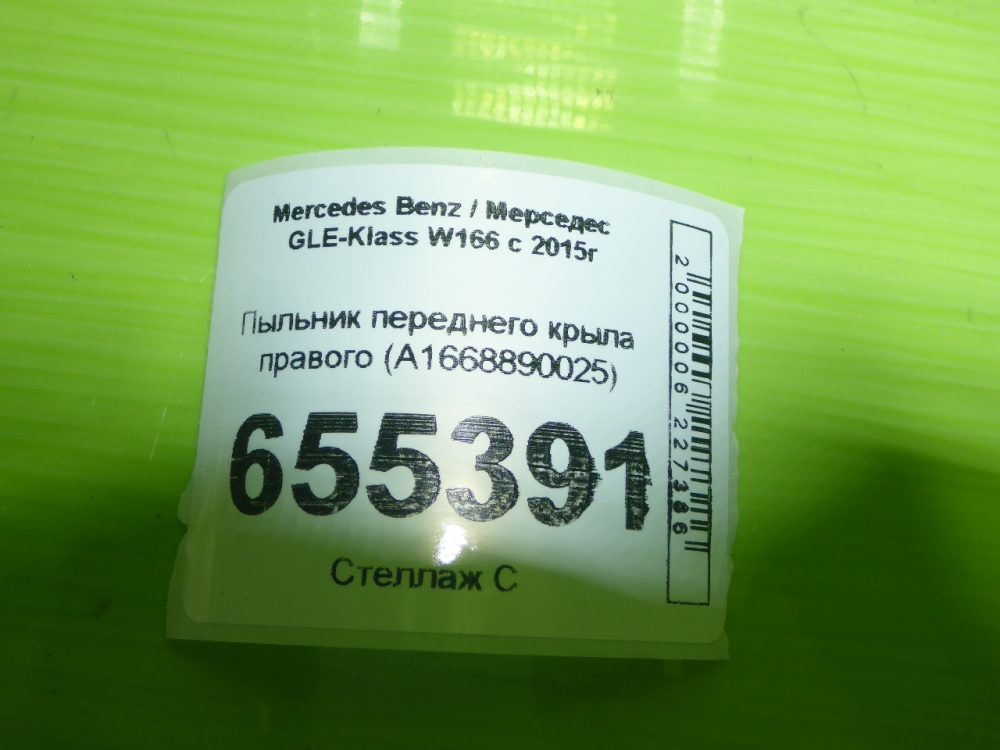 Mercedes Benz / Мерседес
GLE-Klass W166 с 2015г
Пыльник переднего крыла
правого (A1668890025)
655391
Стеллаж С
2000006227386